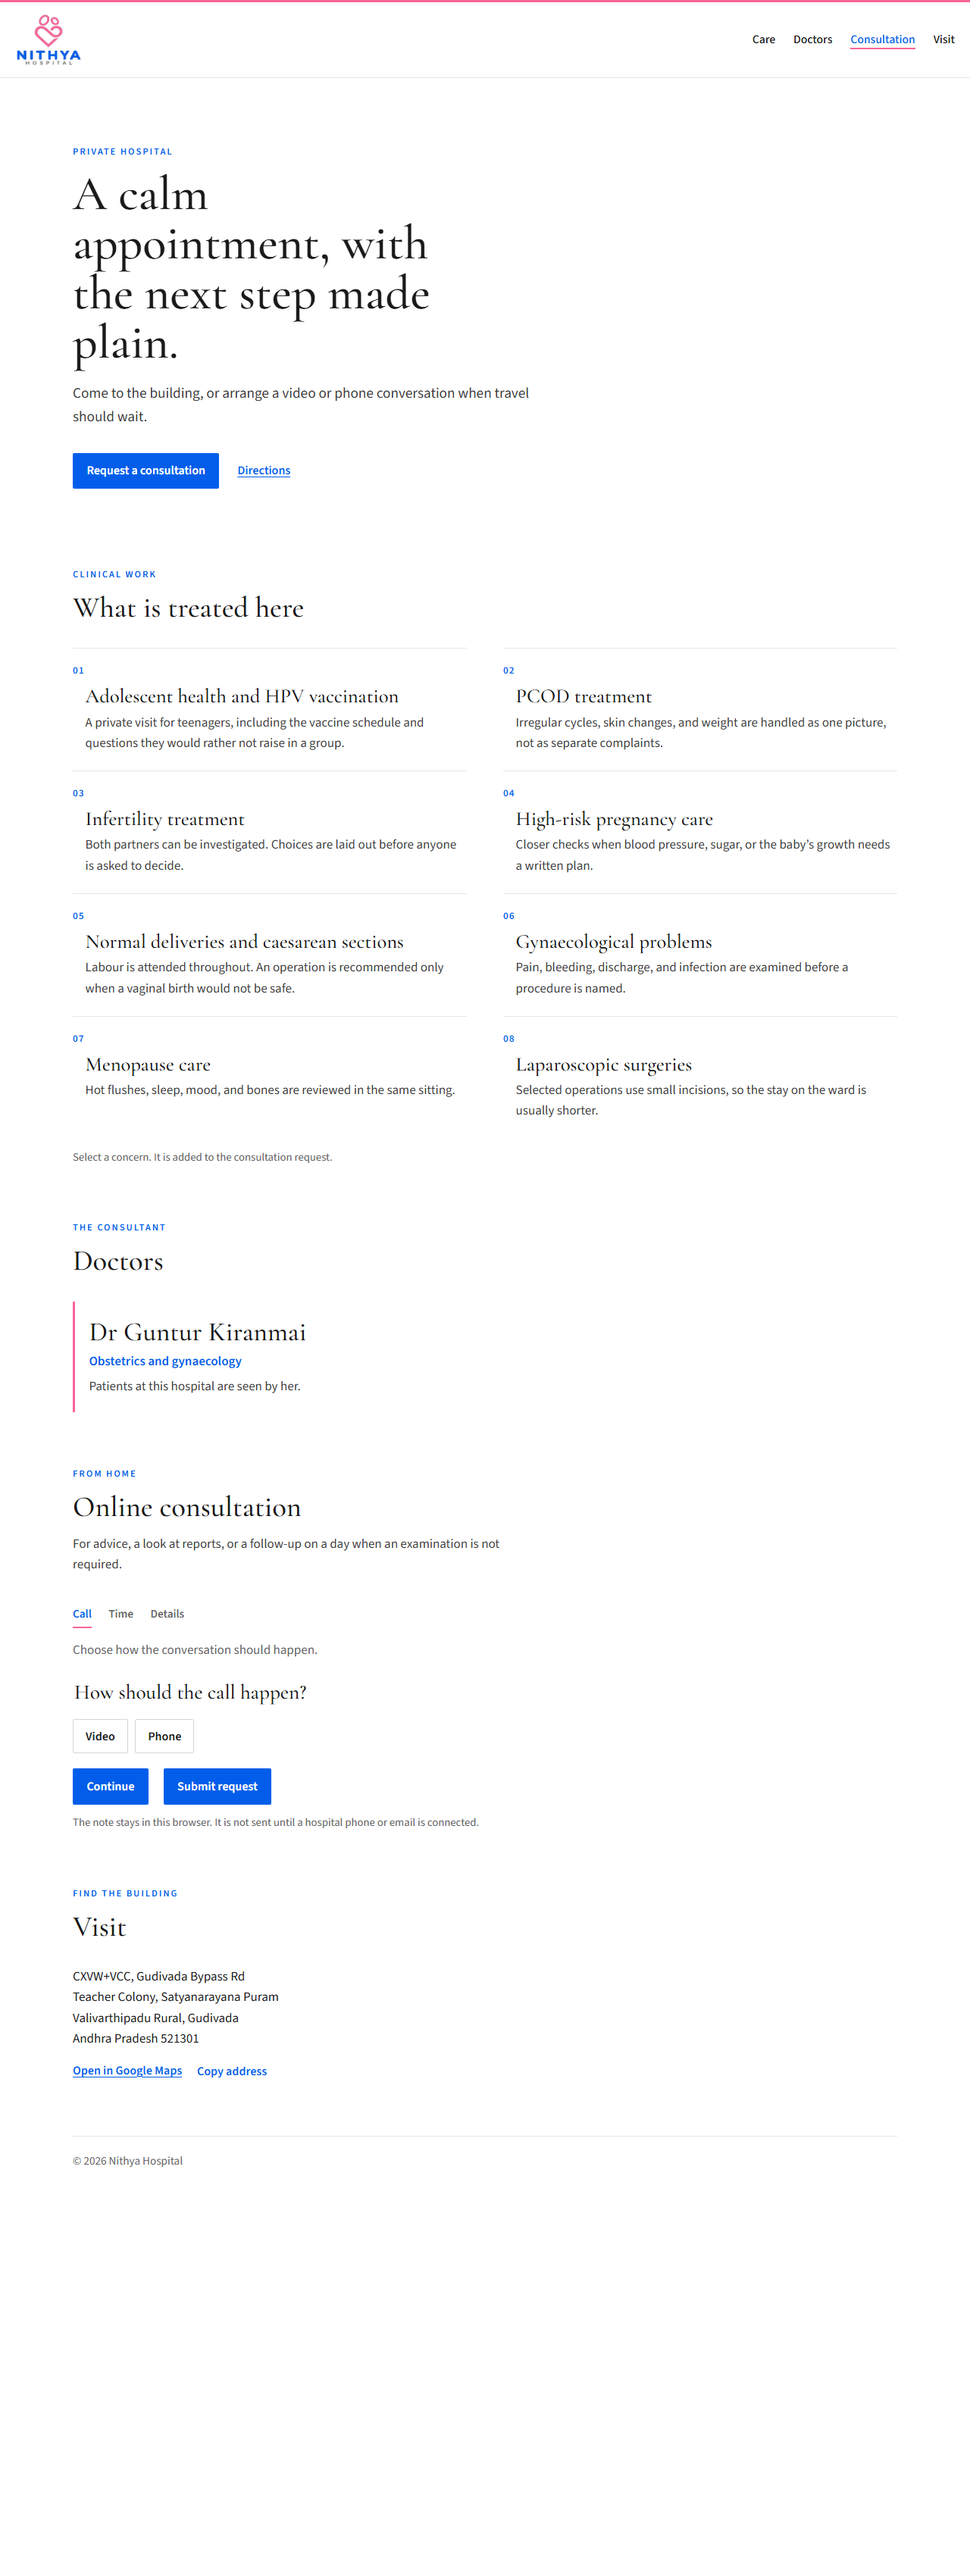 NITHYA
HOSPITAL
Care
Doctors
Consultation
Visit
PRIVATE HOSPITAL
A calm
appointment, with
the next step made
plain.
Come to the building, or arrange a video or phone conversation when travel
should wait.
Request a consultation
Directions
CLINICAL WORK
What is treated here
01
Adolescent health and HPV vaccination
A private visit for teenagers, including the vaccine schedule and
questions they would rather not raise in a group.
02
PCOD treatment
Irregular cycles, skin changes, and weight are handled as one picture,
not as separate complaints.
03
Infertility treatment
Both partners can be investigated. Choices are laid out before anyone
is asked to decide.
04
High-risk pregnancy care
Closer checks when blood pressure, sugar, or the baby’s growth needs
a written plan.
05
Normal deliveries and caesarean sections
Labour is attended throughout. An operation is recommended only
when a vaginal birth would not be safe.
06
Gynaecological problems
Pain, bleeding, discharge, and infection are examined before a
procedure is named.
07
Menopause care
Hot flushes, sleep, mood, and bones are reviewed in the same sitting.
08
Laparoscopic surgeries
Selected operations use small incisions, so the stay on the ward is
usually shorter.
Select a concern. It is added to the consultation request.
THE CONSULTANT
Doctors
Dr Guntur Kiranmai
Obstetrics and gynaecology
Patients at this hospital are seen by her.
FROM HOME
Online consultation
For advice, a look at reports, or a follow-up on a day when an examination is not
required.
Call
Time
Details
Choose how the conversation should happen.
How should the call happen?
Video
Phone
Continue
Submit request
The note stays in this browser. It is not sent until a hospital phone or email is connected.
FIND THE BUILDING
Visit
CXVW+VCC, Gudivada Bypass Rd
Teacher Colony, Satyanarayana Puram
Valivarthipadu Rural, Gudivada
Andhra Pradesh 521301
Open in Google Maps
Copy address
© 2026 Nithya Hospital